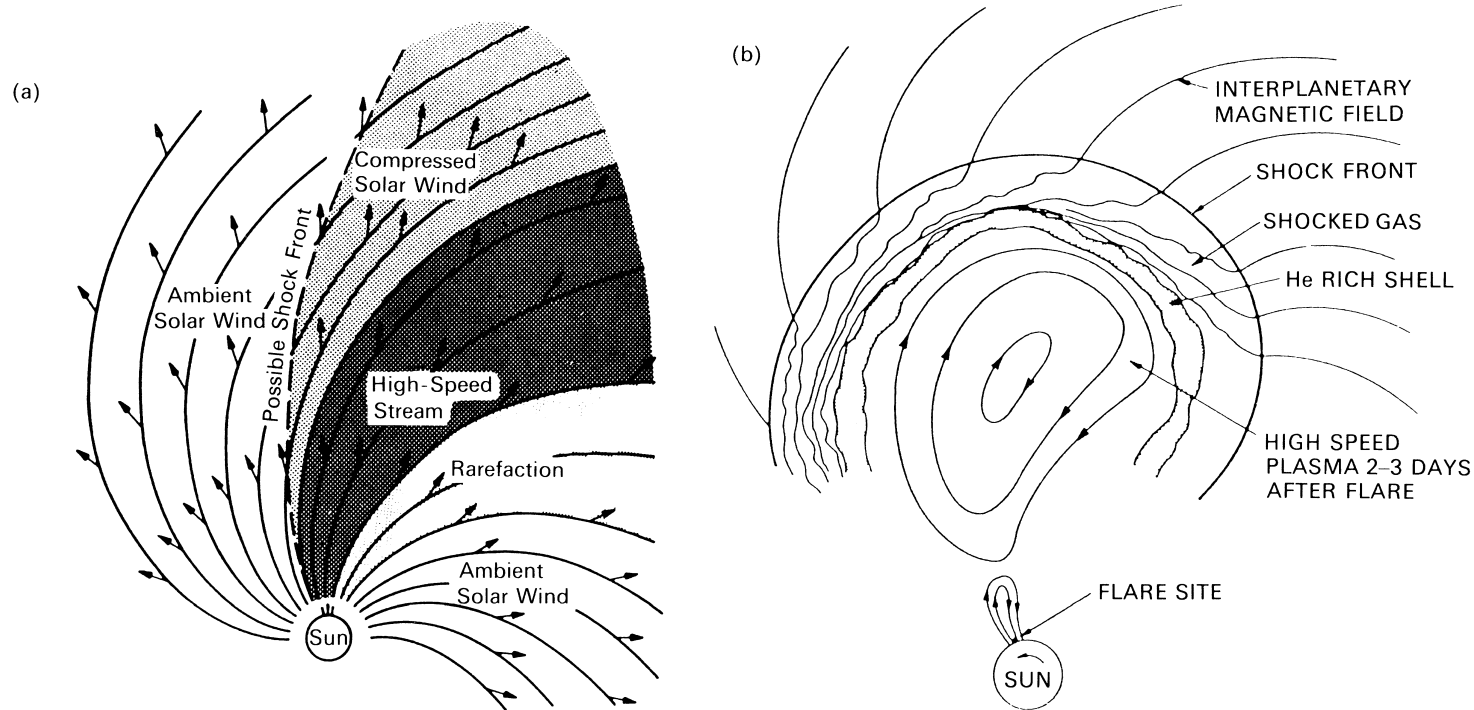 (a)
Compressed
Solar Wind
Possible Shock Front
Ambient
Solar Wind
High-Speed
Stream
Rarefaction
Ambient
Solar Wind
Sun
(b)
INTERPLANETARY
MAGNETIC FIELD
SHOCK FRONT
SHOCKED GAS
He RICH SHELL
HIGH SPEED
PLASMA 2–3 DAYS
AFTER FLARE
FLARE SITE
SUN